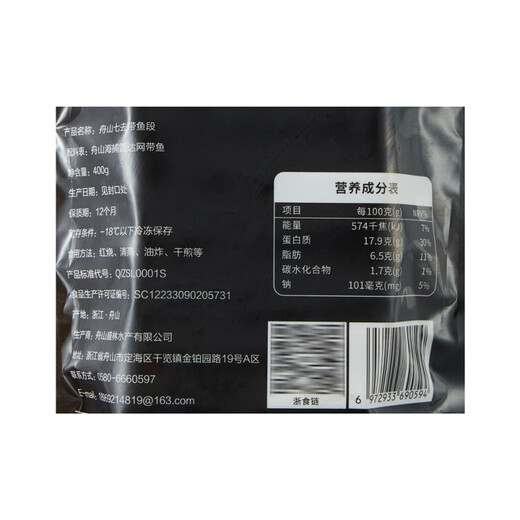 产品名称：舟山七去带鱼段
配料表：舟山海捕雷达网带鱼
净含量：400g
生产日期：见封口处
保质期：12个月
贮存条件：-18℃以下冷冻保存
食用方法：红烧、清蒸、油炸、干煎等
产品标准代号：QZSL0001S
食品生产许可证编号：SC12233090205731
产地：浙江·舟山
生产商：舟山盛林水产有限公司
地址：浙江省舟山市定海区干览镇金铂园路19号A区
联系方式：0580-6660597
E-mail：1869214819@163.com
营养成分表
项目 每100克(g) NRV%
能量 574千焦(kJ) 7%
蛋白质 17.9克(g) 30%
脂肪 6.5克(g) 11%
碳水化合物 1.7克(g) 1%
钠 101毫克(mg) 5%
浙食链
6 972933 690594